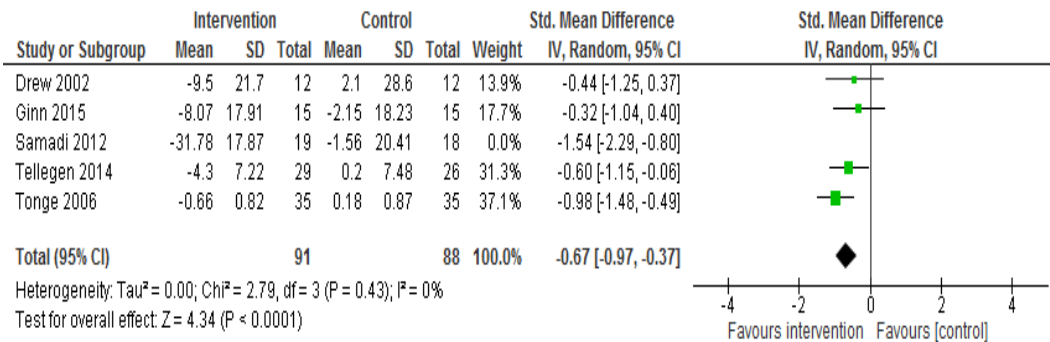 Intervention Control Std. Mean Difference Std. Mean Difference
Study or Subgroup Mean SD Total Mean SD Total Weight IV, Random, 95% CI IV, Random, 95% CI
Drew 2002 -9.5 21.7 12 2.1 28.6 12 13.9% -0.44 [-1.25, 0.37]
Ginn 2015 -8.07 17.91 15 -2.15 18.23 15 17.7% -0.32 [-1.04, 0.40]
Samadi 2012 -31.78 17.87 19 -1.56 20.41 18 0.0% -1.54 [-2.29, -0.80]
Tellegen 2014 -4.3 7.22 29 0.2 7.48 26 31.3% -0.60 [-1.15, -0.06]
Tonge 2006 -0.66 0.82 35 0.18 0.87 35 37.1% -0.98 [-1.48, -0.49]
Total (95% CI) 91 88 100.0% -0.67 [-0.97, -0.37]
Heterogeneity: Tau² = 0.00; Chi² = 2.79, df = 3 (P = 0.43); I² = 0%
Test for overall effect: Z = 4.34 (P < 0.0001)
-4 -2 0 2 4
Favours intervention Favours [control]